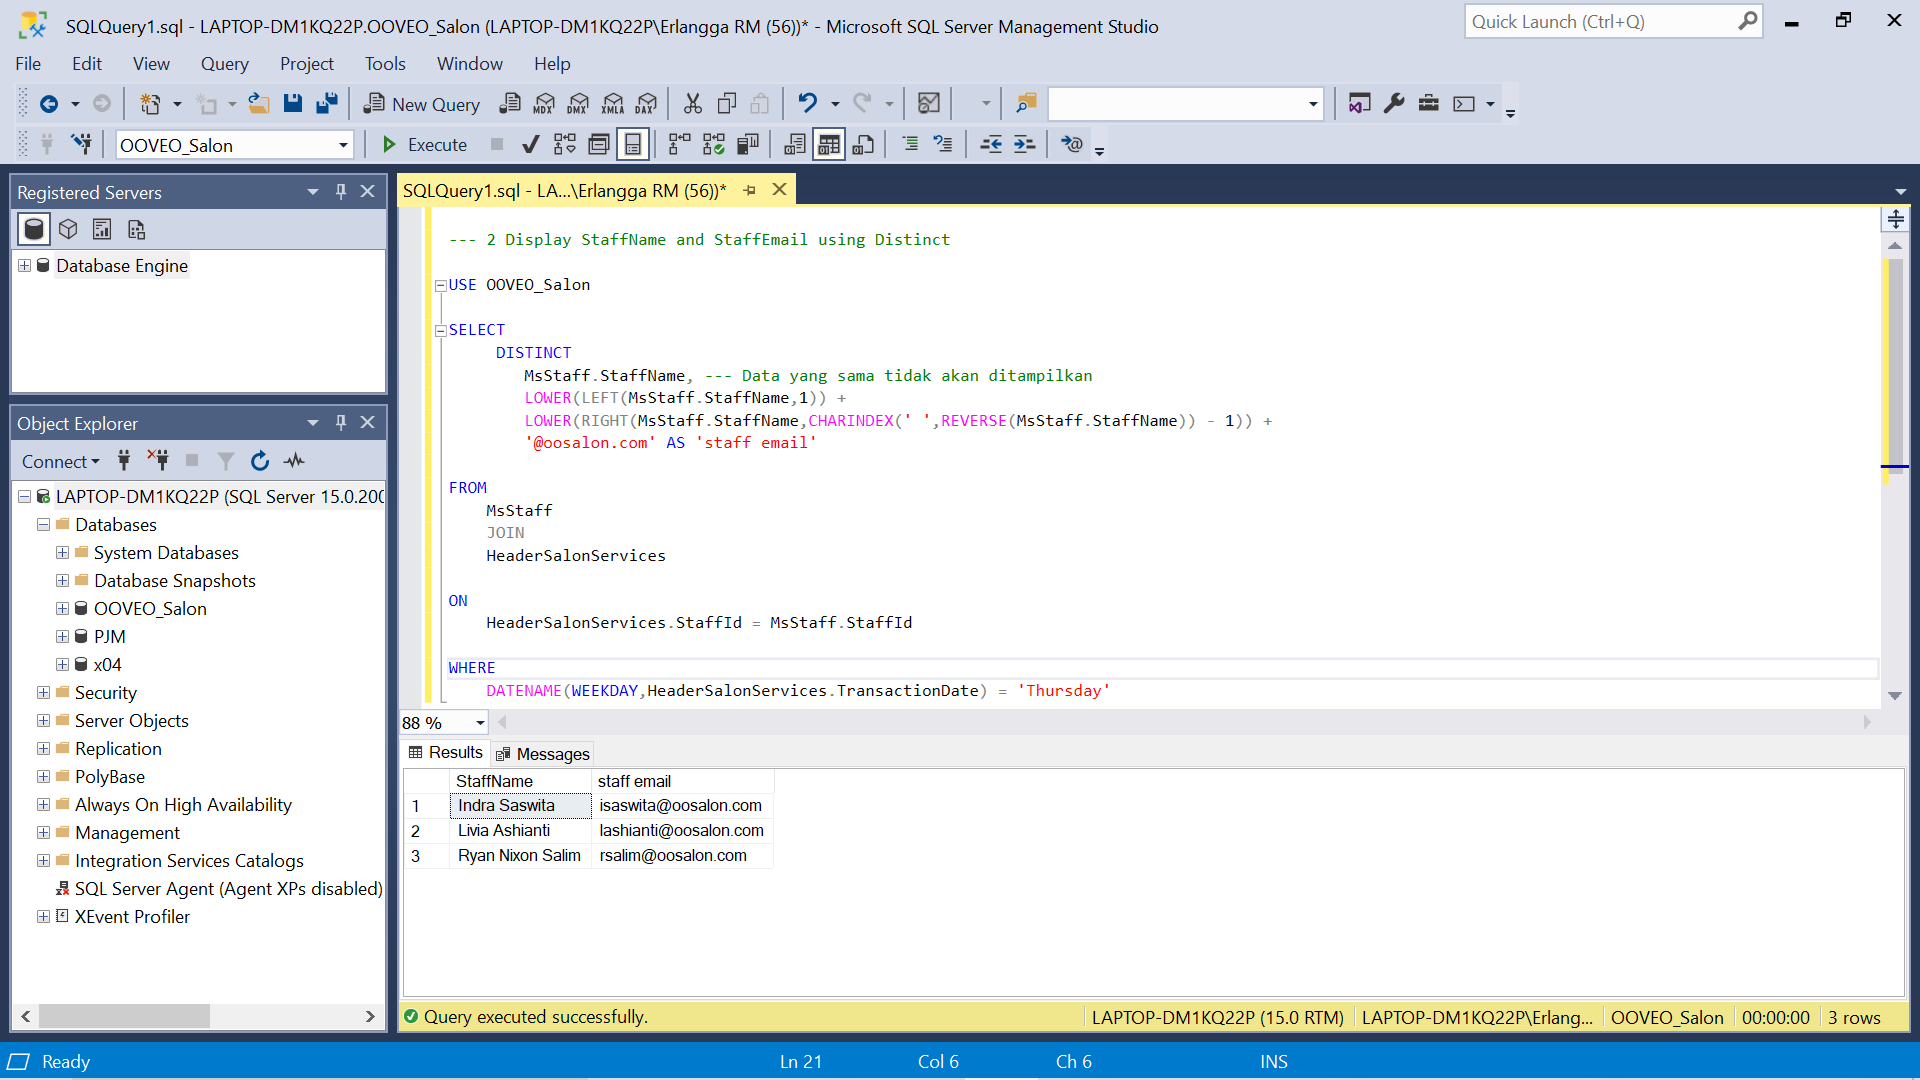 SQLQuery1.sql - LAPTOP-DM1KQ22P.OOVEO_Salon (LAPTOP-DM1KQ22P\Erlangga RM (56))* - Microsoft SQL Server Management Studio
Quick Launch (Ctrl+Q)
File Edit View Query Project Tools Window Help
New Query MDX DMX XMLA DAX
OOVEO_Salon Execute
Registered Servers
Database Engine
Object Explorer
Connect
LAPTOP-DM1KQ22P (SQL Server 15.0.200
Databases
System Databases
Database Snapshots
OOVEO_Salon
PJM
x04
Security
Server Objects
Replication
PolyBase
Always On High Availability
Management
Integration Services Catalogs
SQL Server Agent (Agent XPs disabled)
XEvent Profiler
SQLQuery1.sql - LA...\Erlangga RM (56))*
--- 2 Display StaffName and StaffEmail using Distinct
USE OOVEO_Salon
SELECT
DISTINCT
MsStaff.StaffName, --- Data yang sama tidak akan ditampilkan
LOWER(LEFT(MsStaff.StaffName,1)) +
LOWER(RIGHT(MsStaff.StaffName,CHARINDEX(' ',REVERSE(MsStaff.StaffName)) - 1)) +
'@oosalon.com' AS 'staff email'
FROM
MsStaff
JOIN
HeaderSalonServices
ON
HeaderSalonServices.StaffId = MsStaff.StaffId
WHERE
DATENAME(WEEKDAY,HeaderSalonServices.TransactionDate) = 'Thursday'
88 %
Results Messages
StaffName staff email
1 Indra Saswita isaswita@oosalon.com
2 Livia Ashianti lashianti@oosalon.com
3 Ryan Nixon Salim rsalim@oosalon.com
Query executed successfully. LAPTOP-DM1KQ22P (15.0 RTM) LAPTOP-DM1KQ22P\Erlang... OOVEO_Salon 00:00:00 3 rows
Ready Ln 21 Col 6 Ch 6 INS